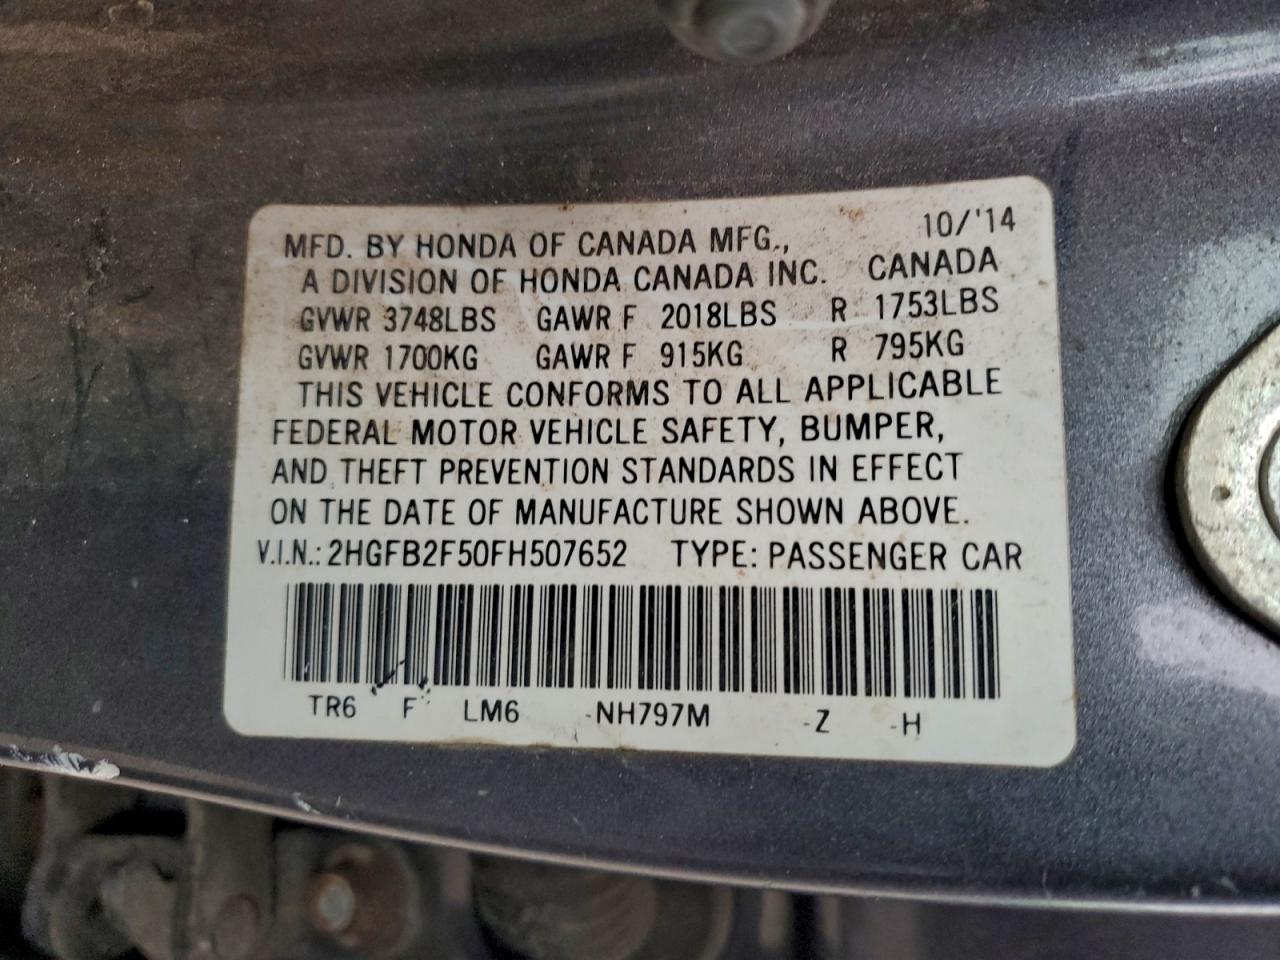 MFD. BY HONDA OF CANADA MFG., 10/'14
A DIVISION OF HONDA CANADA INC. CANADA
GVWR 3748LBS GAWR F 2018LBS R 1753LBS
GVWR 1700KG GAWR F 915KG R 795KG
THIS VEHICLE CONFORMS TO ALL APPLICABLE
FEDERAL MOTOR VEHICLE SAFETY, BUMPER,
AND THEFT PREVENTION STANDARDS IN EFFECT
ON THE DATE OF MANUFACTURE SHOWN ABOVE.
V.I.N.: 2HGFB2F50FH507652 TYPE: PASSENGER CAR
TR6 F LM6 -NH797M -Z -H